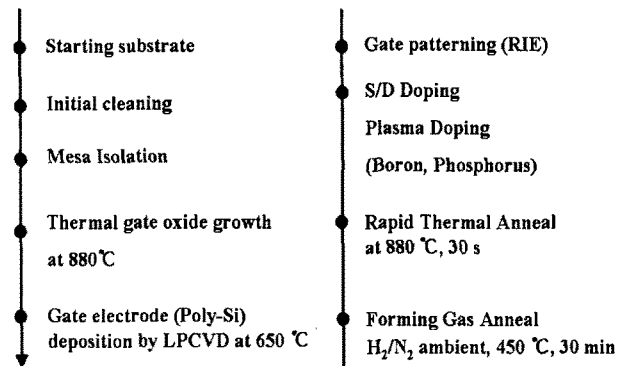 Starting substrate
Initial cleaning
Mesa Isolation
Thermal gate oxide growth
at 880℃
Gate electrode (Poly-Si)
deposition by LPCVD at 650 ℃
Gate patterning (RIE)
S/D Doping
Plasma Doping
(Boron, Phosphorus)
Rapid Thermal Anneal
at 880 ℃, 30 s
Forming Gas Anneal
H₂/N₂ ambient, 450 ℃, 30 min